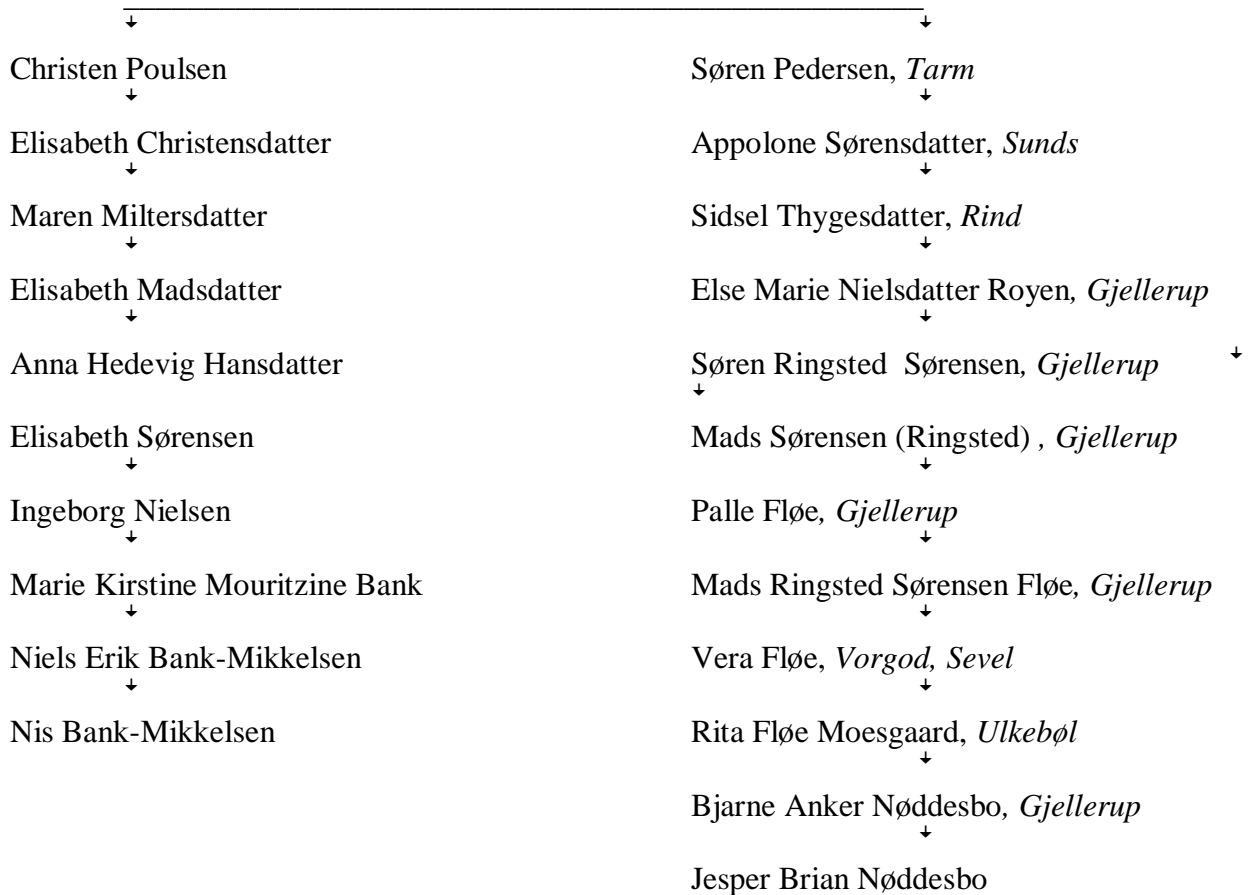 Christen Poulsen
Søren Pedersen, Tarm
Elisabeth Christensdatter
Appolone Sørensdatter, Sunds
Maren Miltersdatter
Sidsel Thygesdatter, Rind
Elisabeth Madsdatter
Else Marie Nielsdatter Royen, Gjellerup
Anna Hedevig Hansdatter
Søren Ringsted Sørensen, Gjellerup
Elisabeth Sørensen
Mads Sørensen (Ringsted) , Gjellerup
Ingeborg Nielsen
Palle Fløe, Gjellerup
Marie Kirstine Mouritzine Bank
Mads Ringsted Sørensen Fløe, Gjellerup
Niels Erik Bank-Mikkelsen
Vera Fløe, Vorgod, Sevel
Nis Bank-Mikkelsen
Rita Fløe Moesgaard, Ulkebøl
Bjarne Anker Nøddesbo, Gjellerup
Jesper Brian Nøddesbo